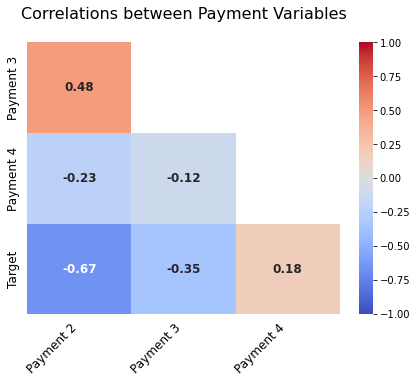 Correlations between Payment Variables
Payment 3
0.48
Payment 4
-0.23
-0.12
Target
-0.67
-0.35
0.18
Payment 2
Payment 3
Payment 4
1.00
0.75
0.50
0.25
0.00
−0.25
−0.50
−0.75
−1.00